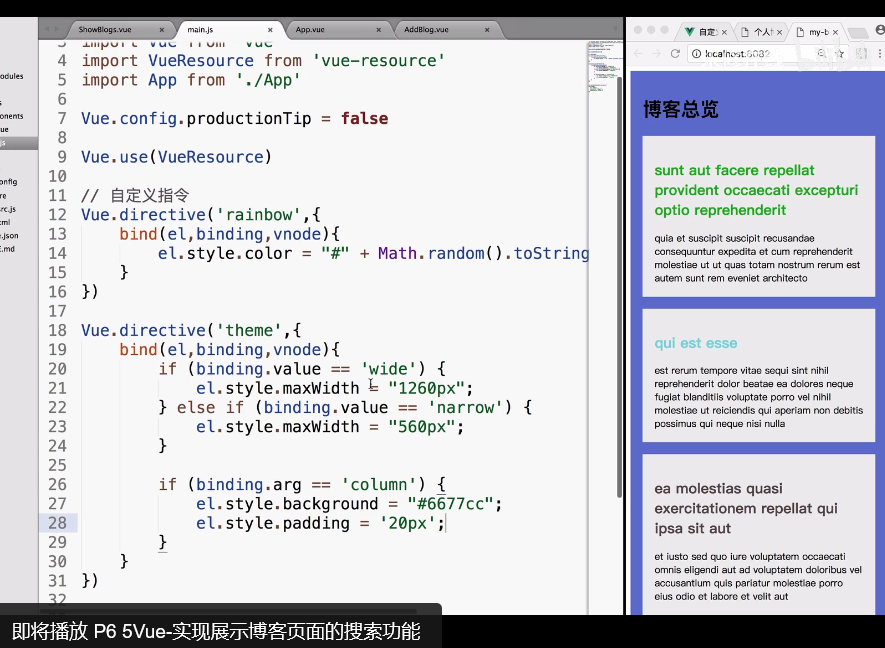 ShowBlogs.vue
main.js
App.vue
AddBlog.vue
自定
个人
my-b
localhost:8082
odules
s
onents
ue
js
onfig
re
rc.js
ml
e.json
E.md
3 import Vue from 'vue'
4 import VueResource from 'vue-resource'
5 import App from './App'
6
7 Vue.config.productionTip = false
8
9 Vue.use(VueResource)
10
11 // 自定义指令
12 Vue.directive('rainbow',{
13 bind(el,binding,vnode){
14 el.style.color = "#" + Math.random().toString
15 }
16 })
17
18 Vue.directive('theme',{
19 bind(el,binding,vnode){
20 if (binding.value == 'wide') {
21 el.style.maxWidth = "1260px";
22 } else if (binding.value == 'narrow') {
23 el.style.maxWidth = "560px";
24 }
25
26 if (binding.arg == 'column') {
27 el.style.background = "#6677cc";
28 el.style.padding = '20px';
29 }
30 }
31 })
32
博客总览
sunt aut facere repellat
provident occaecati excepturi
optio reprehenderit
quia et suscipit suscipit recusandae
consequuntur expedita et cum reprehenderit
molestiae ut ut quas totam nostrum rerum est
autem sunt rem eveniet architecto
qui est esse
est rerum tempore vitae sequi sint nihil
reprehenderit dolor beatae ea dolores neque
fugiat blanditiis voluptate porro vel nihil
molestiae ut reiciendis qui aperiam non debitis
possimus qui neque nisi nulla
ea molestias quasi
exercitationem repellat qui
ipsa sit aut
et iusto sed quo iure voluptatem occaecati
omnis eligendi aut ad voluptatem doloribus vel
accusantium quis pariatur molestiae porro
eius odio et labore et velit aut
即将播放 P6 5Vue-实现展示博客页面的搜索功能